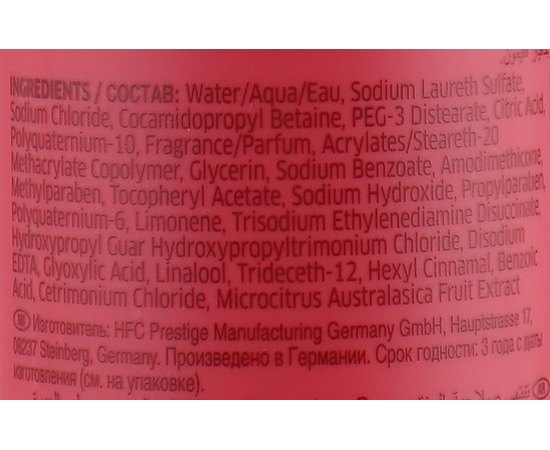 INGREDIENTS / СОСТАВ: Water/Aqua/Eau, Sodium Laureth Sulfate,
Sodium Chloride, Cocamidopropyl Betaine, PEG-3 Distearate, Citric Acid,
Polyquaternium-10, Fragrance/Parfum, Acrylates/Steareth-20
Methacrylate Copolymer, Glycerin, Sodium Benzoate, Amodimethicone,
Methylparaben, Tocopheryl Acetate, Sodium Hydroxide, Propylparaben,
Polyquaternium-6, Limonene, Trisodium Ethylenediamine Disuccinate,
Hydroxypropyl Guar Hydroxypropyltrimonium Chloride, Disodium
EDTA, Glyoxylic Acid, Linalool, Trideceth-12, Hexyl Cinnamal, Benzoic
Acid, Cetrimonium Chloride, Microcitrus Australasica Fruit Extract
Изготовитель: HFC Prestige Manufacturing Germany GmbH, Hauptstrasse 17,
08237 Steinberg, Germany. Произведено в Германии. Срок годности: 3 года с даты
изготовления (см. на упаковке).